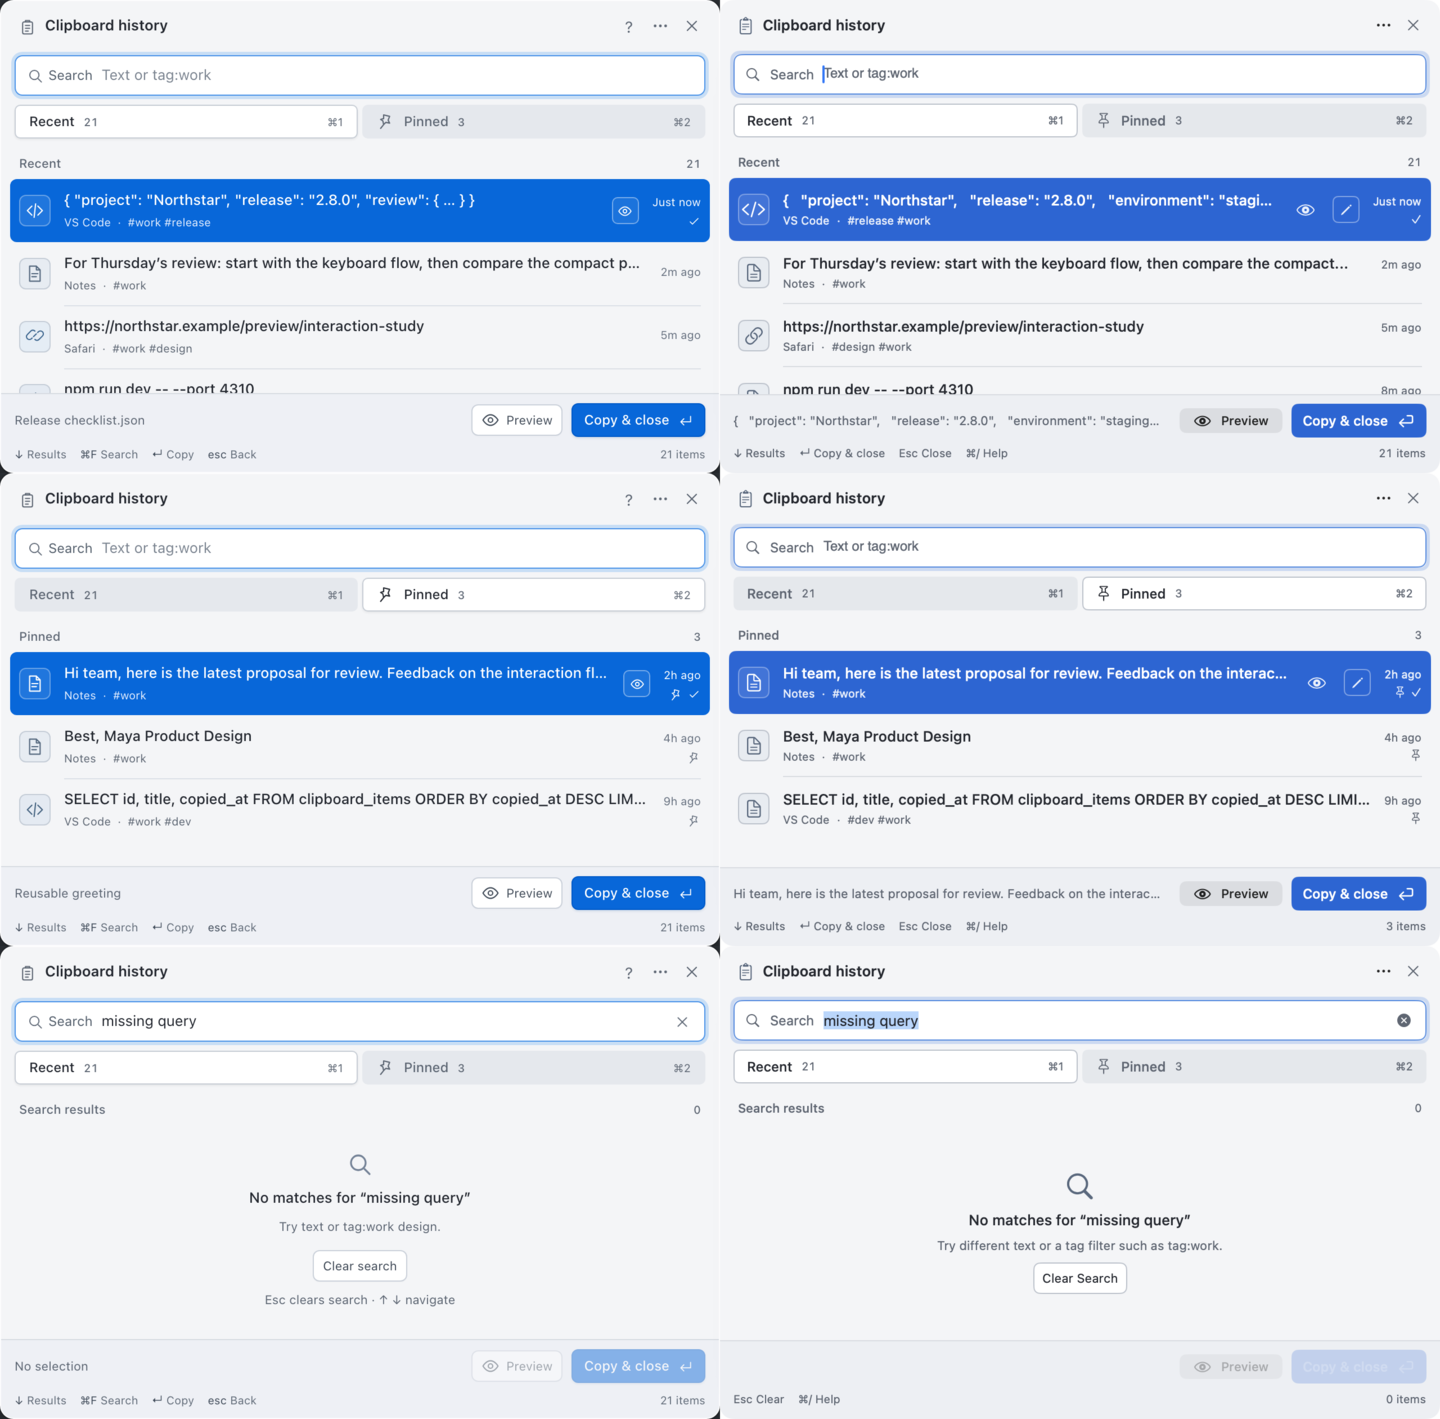 Clipboard history ?
Search Text or tag:work
Recent 21 ⌘1 Pinned 3 ⌘2
Recent 21
{ "project": "Northstar", "release": "2.8.0", "review": { ... } } Just now
VS Code · #work #release
For Thursday’s review: start with the keyboard flow, then compare the compact p... 2m ago
Notes · #work
https://northstar.example/preview/interaction-study 5m ago
Safari · #work #design
npm run dev -- --port 4310
Release checklist.json Preview Copy & close
↓ Results ⌘F Search ↵ Copy esc Back 21 items
Clipboard history
Search Text or tag:work
Recent 21 ⌘1 Pinned 3 ⌘2
Recent 21
{ "project": "Northstar", "release": "2.8.0", "environment": "stagi... Just now
VS Code · #release #work
For Thursday’s review: start with the keyboard flow, then compare the compact... 2m ago
Notes · #work
https://northstar.example/preview/interaction-study 5m ago
Safari · #design #work
npm run dev -- --port 4310 8m ago
{ "project": "Northstar", "release": "2.8.0", "environment": "staging... Preview Copy & close
↓ Results ↵ Copy & close Esc Close ⌘/ Help 21 items
Clipboard history ?
Search Text or tag:work
Recent 21 ⌘1 Pinned 3 ⌘2
Pinned 3
Hi team, here is the latest proposal for review. Feedback on the interaction fl... 2h ago
Notes · #work
Best, Maya Product Design 4h ago
Notes · #work
SELECT id, title, copied_at FROM clipboard_items ORDER BY copied_at DESC LIM... 9h ago
VS Code · #work #dev
Reusable greeting Preview Copy & close
↓ Results ⌘F Search ↵ Copy esc Back 21 items
Clipboard history
Search Text or tag:work
Recent 21 ⌘1 Pinned 3 ⌘2
Pinned 3
Hi team, here is the latest proposal for review. Feedback on the interac... 2h ago
Notes · #work
Best, Maya Product Design 4h ago
Notes · #work
SELECT id, title, copied_at FROM clipboard_items ORDER BY copied_at DESC LIMI... 9h ago
VS Code · #dev #work
Hi team, here is the latest proposal for review. Feedback on the interac... Preview Copy & close
↓ Results ↵ Copy & close Esc Close ⌘/ Help 3 items
Clipboard history ?
Search missing query
Recent 21 ⌘1 Pinned 3 ⌘2
Search results 0
No matches for “missing query”
Try text or tag:work design.
Clear search
Esc clears search · ↑ ↓ navigate
No selection Preview Copy & close
↓ Results ⌘F Search ↵ Copy esc Back 21 items
Clipboard history
Search missing query
Recent 21 ⌘1 Pinned 3 ⌘2
Search results 0
No matches for “missing query”
Try different text or a tag filter such as tag:work.
Clear Search
Preview Copy & close
Esc Clear ⌘/ Help 0 items